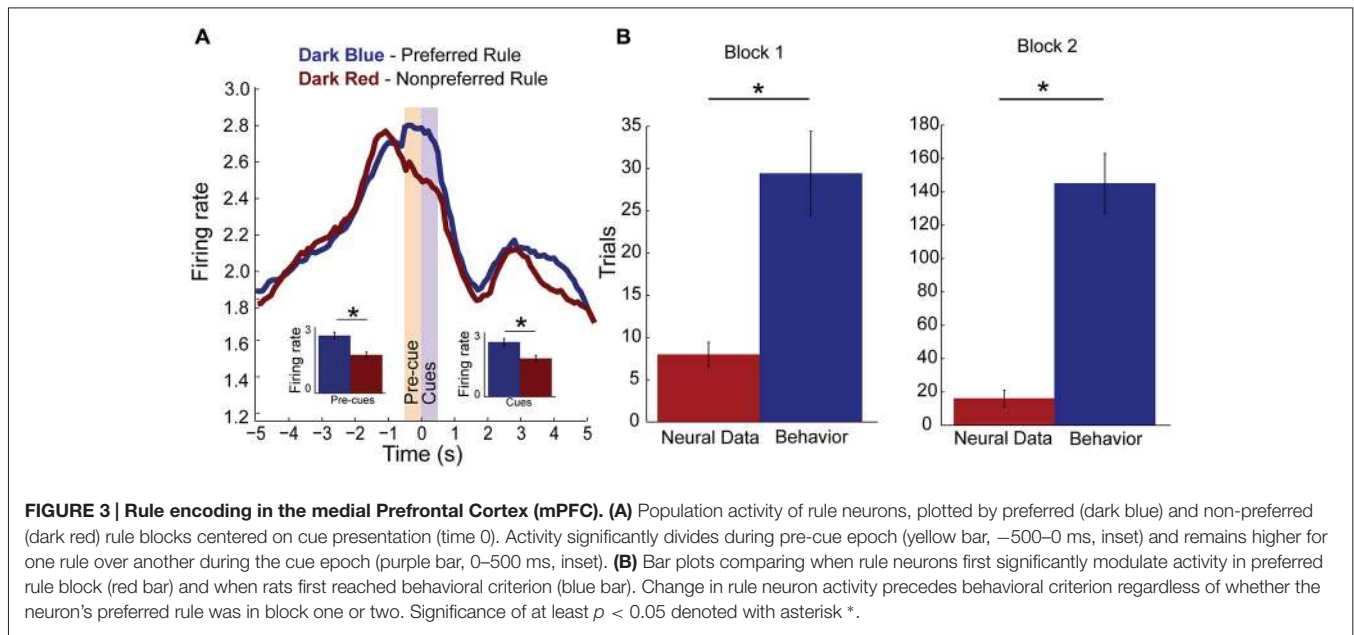 A
Dark Blue - Preferred Rule
Dark Red - Nonpreferred Rule
3.0
2.8
2.6
2.4
2.2
2.0
1.8
1.6
1.4
1.2
Firing rate
−5 −4 −3 −2 −1 0 1 2 3 4 5
Time (s)
Pre-cue
Cues
*
3
0
Firing rate
Pre-cues
*
3
0
Firing rate
Cues
B
Block 1
*
35
30
25
20
15
10
5
0
Trials
Neural Data Behavior
Block 2
*
180
160
140
120
100
80
60
40
20
0
Neural Data Behavior
FIGURE 3 | Rule encoding in the medial Prefrontal Cortex (mPFC). (A) Population activity of rule neurons, plotted by preferred (dark blue) and non-preferred
(dark red) rule blocks centered on cue presentation (time 0). Activity significantly divides during pre-cue epoch (yellow bar, −500–0 ms, inset) and remains higher for
one rule over another during the cue epoch (purple bar, 0–500 ms, inset). (B) Bar plots comparing when rule neurons first significantly modulate activity in preferred
rule block (red bar) and when rats first reached behavioral criterion (blue bar). Change in rule neuron activity precedes behavioral criterion regardless of whether the
neuron's preferred rule was in block one or two. Significance of at least p < 0.05 denoted with asterisk *.